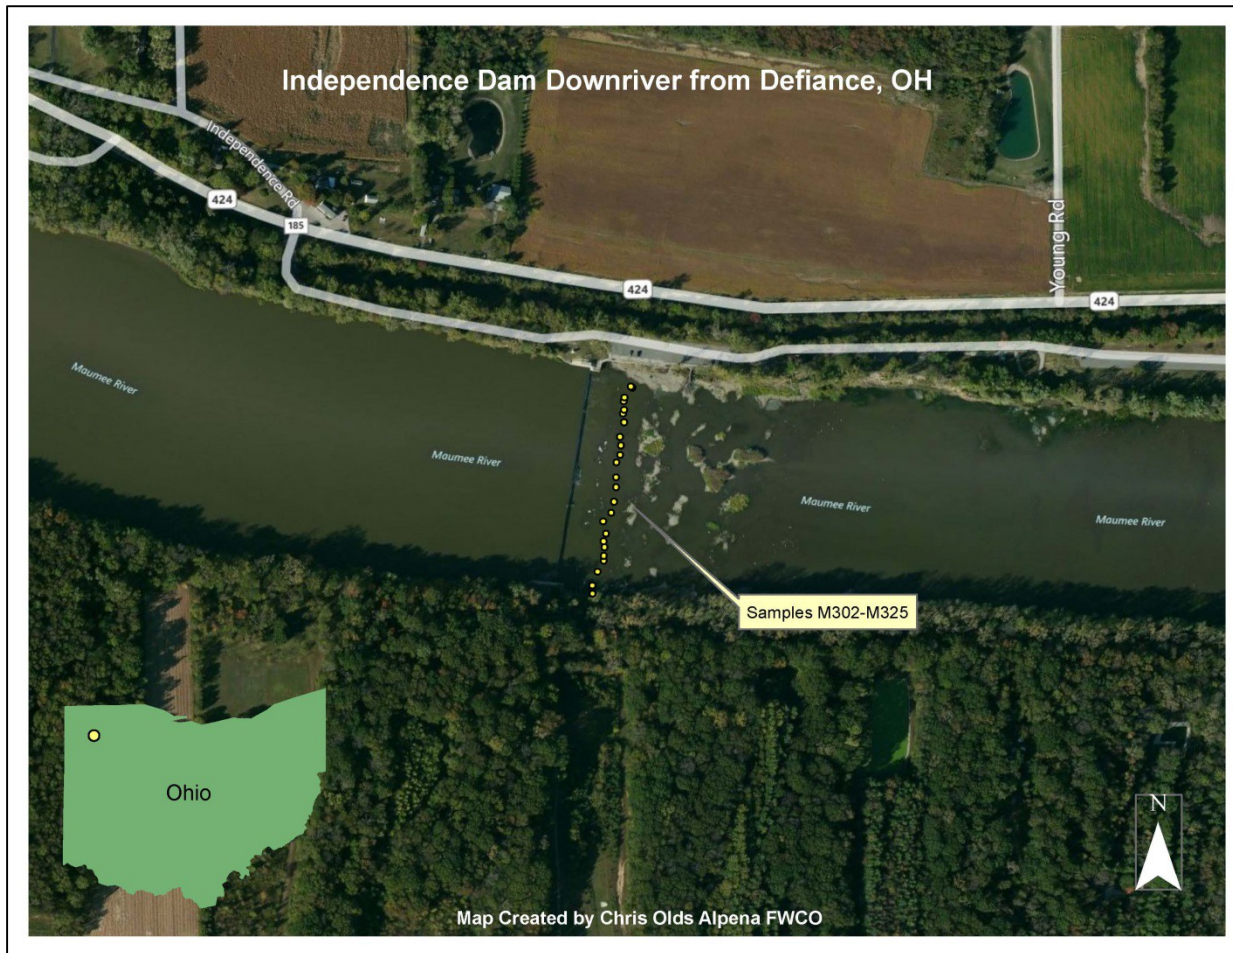 Independence Dam Downriver from Defiance, OH
Independence Rd
424
185
424
Young Rd
424
Maumee River
Maumee River
Maumee River
Maumee River
Samples M302-M325
Ohio
N
Map Created by Chris Olds Alpena FWCO